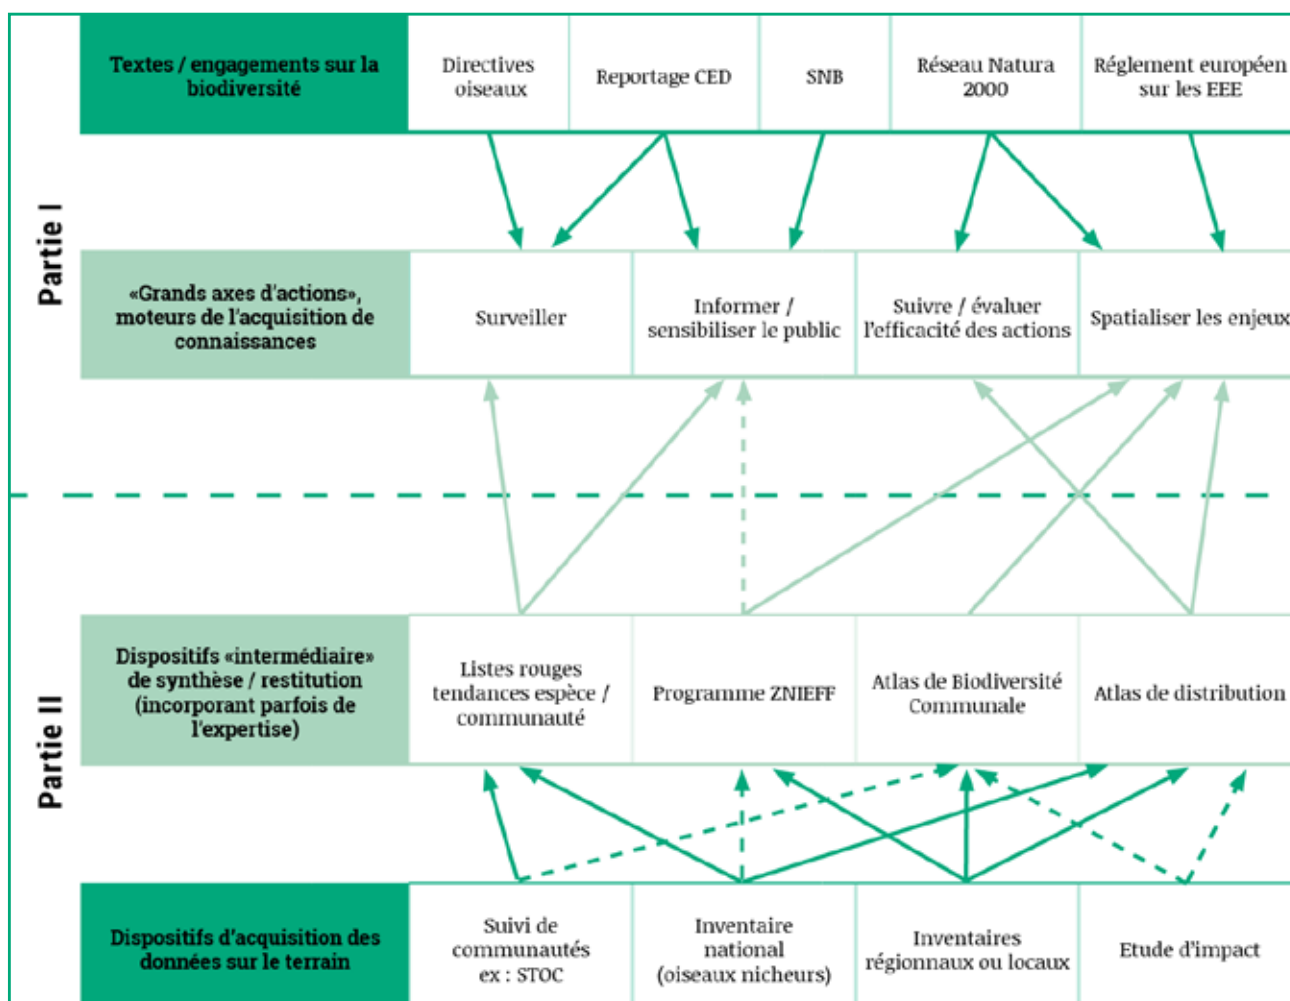 Partie I
Textes / engagements sur la
biodiversité
Directives
oiseaux
Reportage CED
SNB
Réseau Natura
2000
Réglement européen
sur les EEE
«Grands axes d'actions»,
moteurs de l'acquisition de
connaissances
Surveiller
Informer /
sensibiliser le public
Suivre / évaluer
l'efficacité des actions
Spatialiser les enjeux
Partie II
Dispositifs «intermédiaire»
de synthèse / restitution
(incorporant parfois de
l'expertise)
Listes rouges
tendances espèce /
communauté
Programme ZNIEFF
Atlas de Biodiversité
Communale
Atlas de distribution
Dispositifs d'acquisition des
données sur le terrain
Suivi de
communautés
ex : STOC
Inventaire
national
(oiseaux nicheurs)
Inventaires
régionnaux ou locaux
Etude d'impact